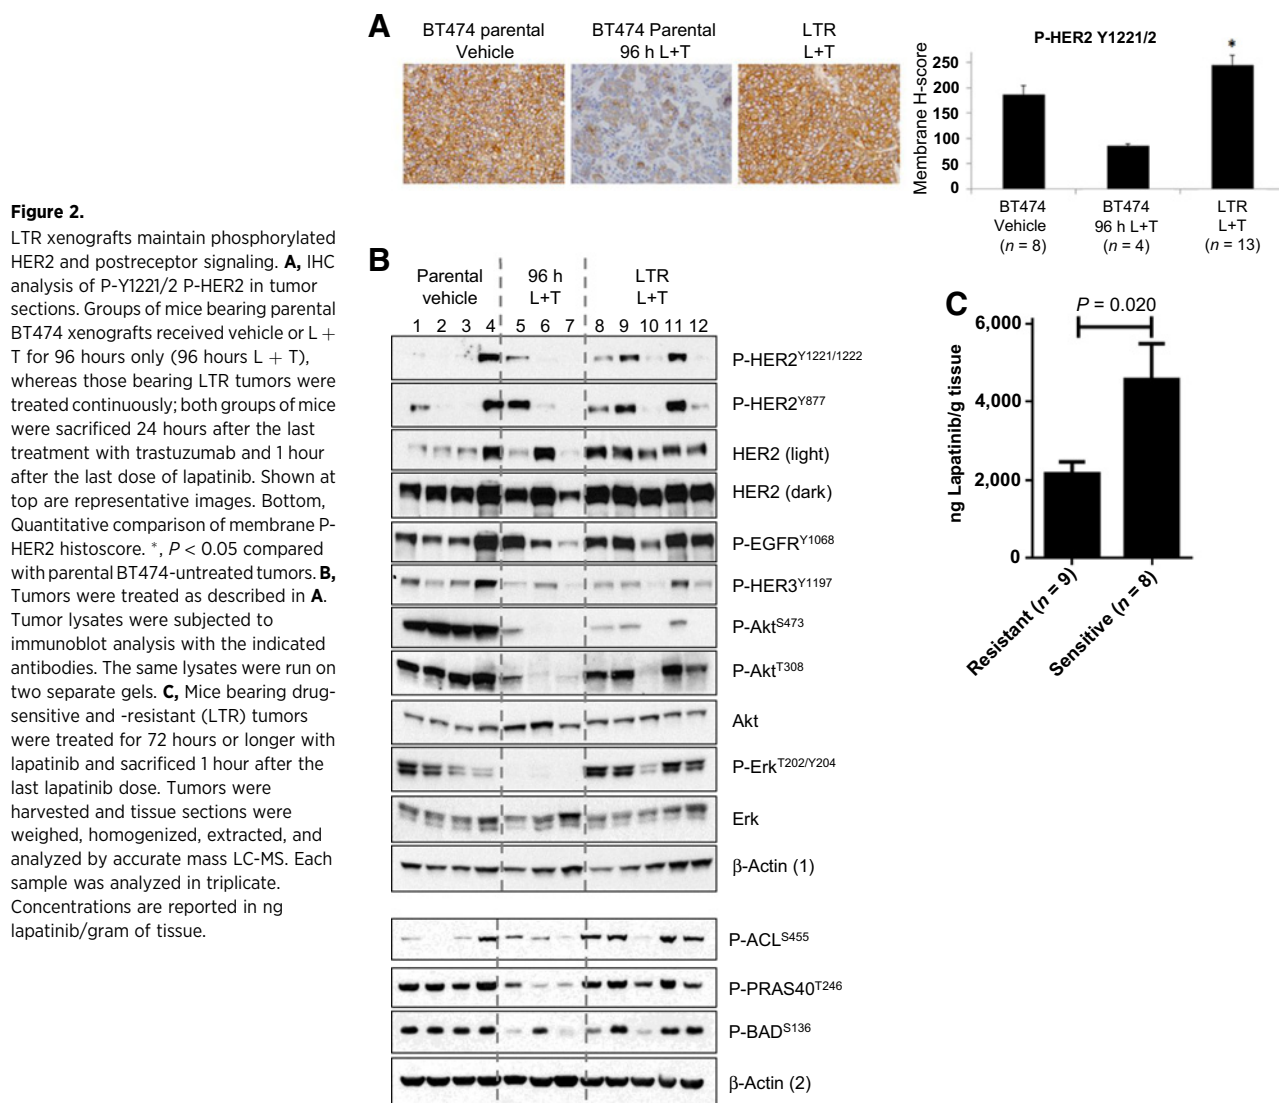 Figure 2.
LTR xenografts maintain phosphorylated
HER2 and postreceptor signaling. A, IHC
analysis of P-Y1221/2 P-HER2 in tumor
sections. Groups of mice bearing parental
BT474 xenografts received vehicle or L +
T for 96 hours only (96 hours L + T),
whereas those bearing LTR tumors were
treated continuously; both groups of mice
were sacrificed 24 hours after the last
treatment with trastuzumab and 1 hour
after the last dose of lapatinib. Shown at
top are representative images. Bottom,
Quantitative comparison of membrane P-
HER2 histoscore. *, P < 0.05 compared
with parental BT474-untreated tumors. B,
Tumors were treated as described in A.
Tumor lysates were subjected to
immunoblot analysis with the indicated
antibodies. The same lysates were run on
two separate gels. C, Mice bearing drug-
sensitive and -resistant (LTR) tumors
were treated for 72 hours or longer with
lapatinib and sacrificed 1 hour after the
last lapatinib dose. Tumors were
harvested and tissue sections were
weighed, homogenized, extracted, and
analyzed by accurate mass LC-MS. Each
sample was analyzed in triplicate.
Concentrations are reported in ng
lapatinib/gram of tissue.
A
BT474 parental
Vehicle
BT474 Parental
96 h L+T
LTR
L+T
P-HER2 Y1221/2
Membrane H-score
250
200
150
100
50
0
*
BT474
Vehicle
(n = 8)
BT474
96 h L+T
(n = 4)
LTR
L+T
(n = 13)
B
Parental
vehicle
96 h
L+T
LTR
L+T
1 2 3 4 5 6 7 8 9 10 11 12
P-HER2Y1221/1222
P-HER2Y877
HER2 (light)
HER2 (dark)
P-EGFRY1068
P-HER3Y1197
P-AktS473
P-AktT308
Akt
P-ErkT202/Y204
Erk
β-Actin (1)
P-ACLS455
P-PRAS40T246
P-BADS136
β-Actin (2)
C
P = 0.020
ng Lapatinib/g tissue
6,000
4,000
2,000
0
Resistant (n = 9)
Sensitive (n = 8)